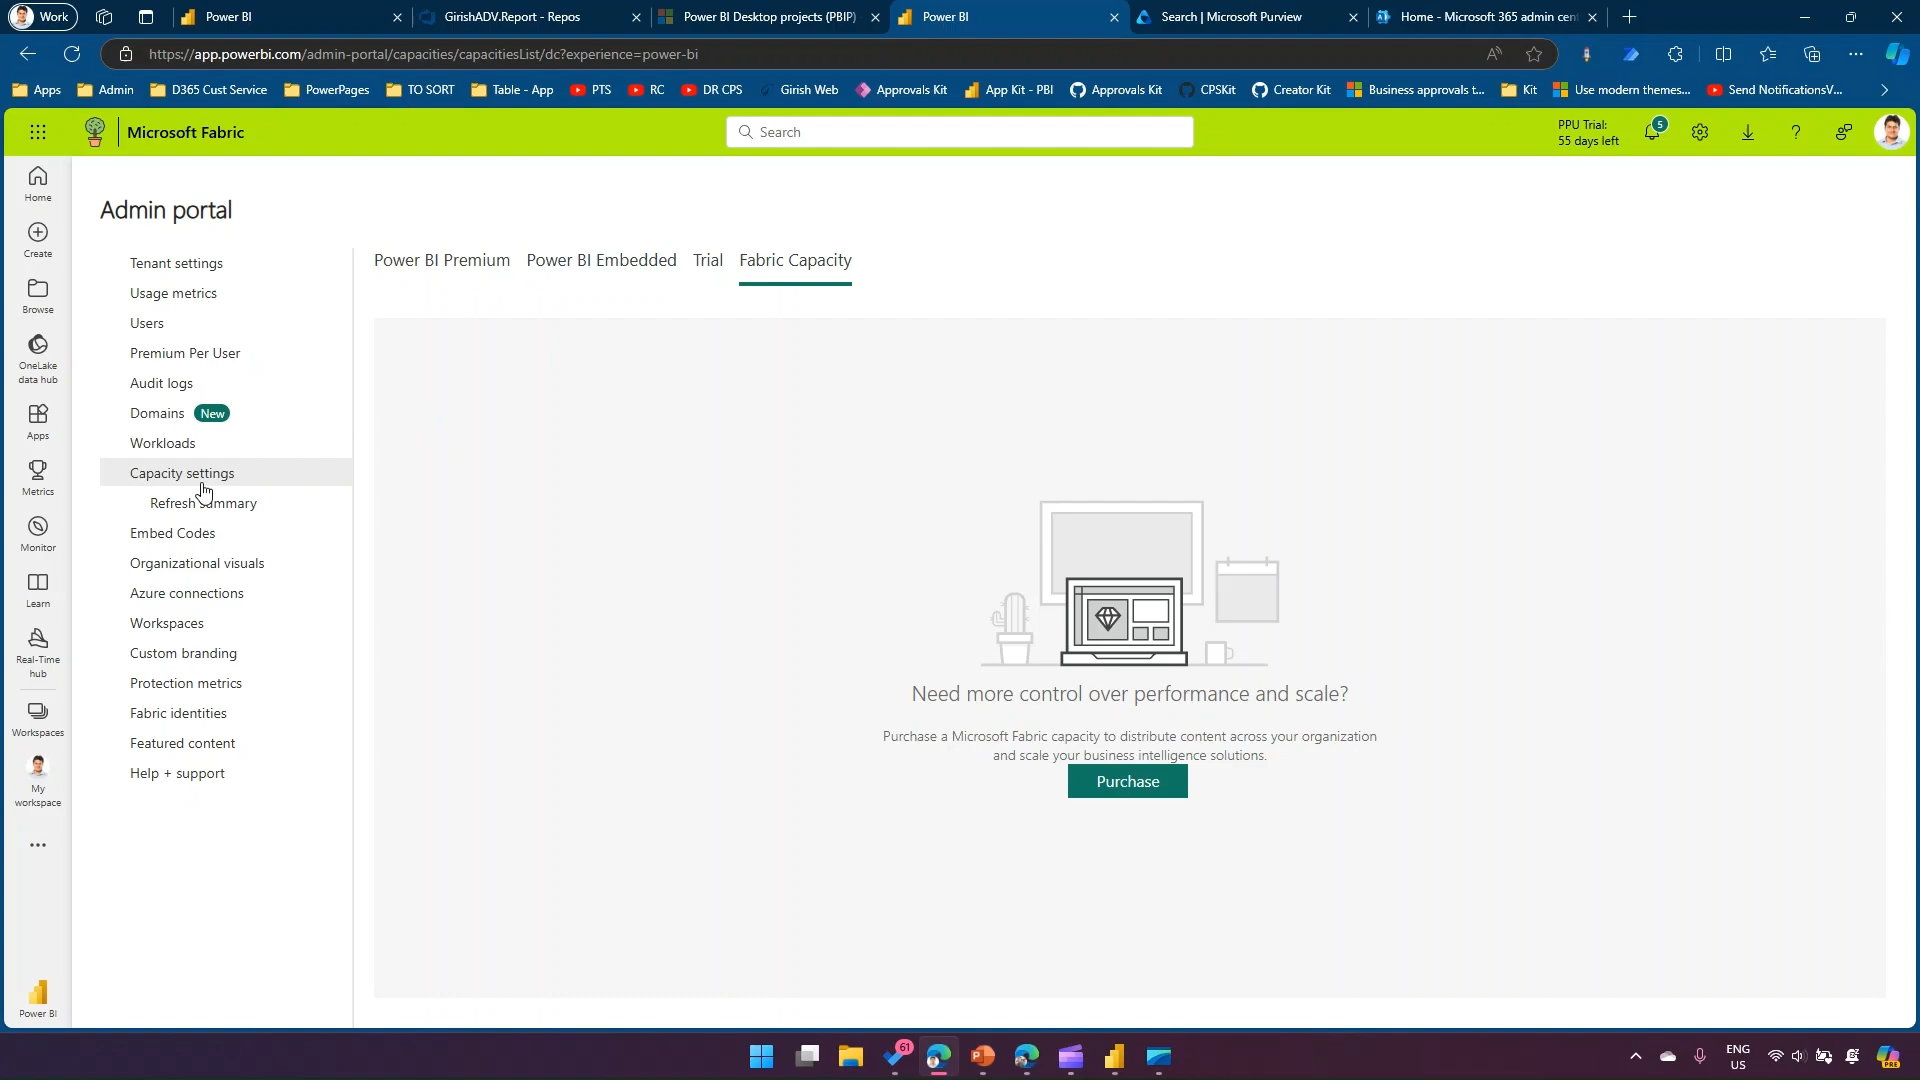 Work
Power BI
GirishADV.Report - Repos
Power BI Desktop projects (PBIP)
Power BI
Search | Microsoft Purview
Home - Microsoft 365 admin cen
https://app.powerbi.com/admin-portal/capacities/capacitiesList/dc?experience=power-bi
Apps
Admin
D365 Cust Service
PowerPages
TO SORT
Table - App
PTS
RC
DR CPS
Girish Web
Approvals Kit
App Kit - PBI
Approvals Kit
CPSKit
Creator Kit
Business approvals t...
Kit
Use modern themes...
Send NotificationsV...
Microsoft Fabric
Search
PPU Trial:
55 days left
5
Home
Create
Browse
OneLake
data hub
Apps
Metrics
Monitor
Learn
Real-Time
hub
Workspaces
My
workspace
Power BI
Admin portal
Tenant settings
Usage metrics
Users
Premium Per User
Audit logs
Domains New
Workloads
Capacity settings
Refresh summary
Embed Codes
Organizational visuals
Azure connections
Workspaces
Custom branding
Protection metrics
Fabric identities
Featured content
Help + support
Power BI Premium
Power BI Embedded
Trial
Fabric Capacity
Need more control over performance and scale?
Purchase a Microsoft Fabric capacity to distribute content across your organization
and scale your business intelligence solutions.
Purchase
61
ENG
US
PRE